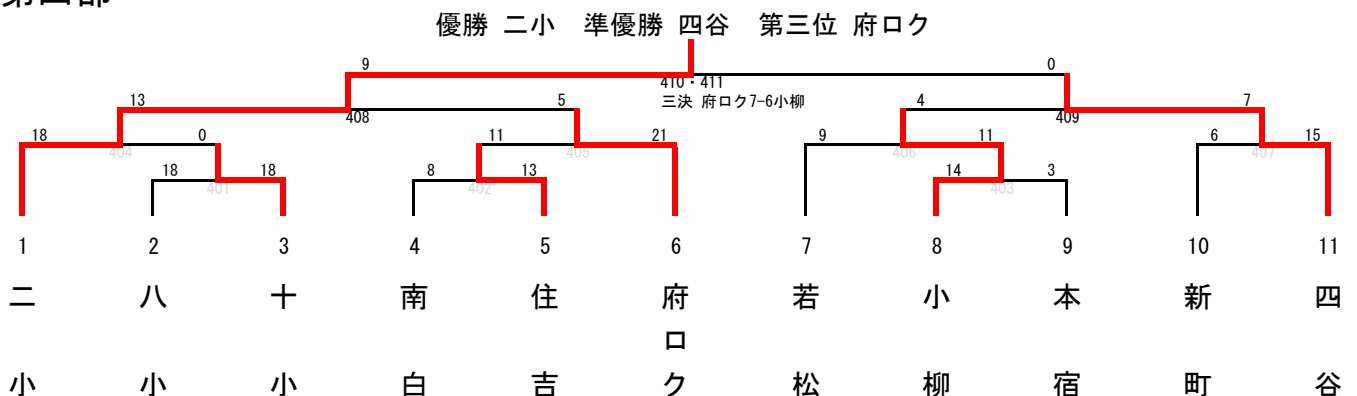 第四部
優勝 二小 準優勝 四谷 第三位 府ロク
9 0
410・411
三決 府ロク7-6小柳
13 5 4 7
408 409
18 0 11 21 9 11 6 15
404 405 406 407
18 18 8 13 14 3
401 402 403
1 2 3 4 5 6 7 8 9 10 11
二小 八小 十小 南白 住吉 府ロク 若松 小柳 本宿 新町 四谷